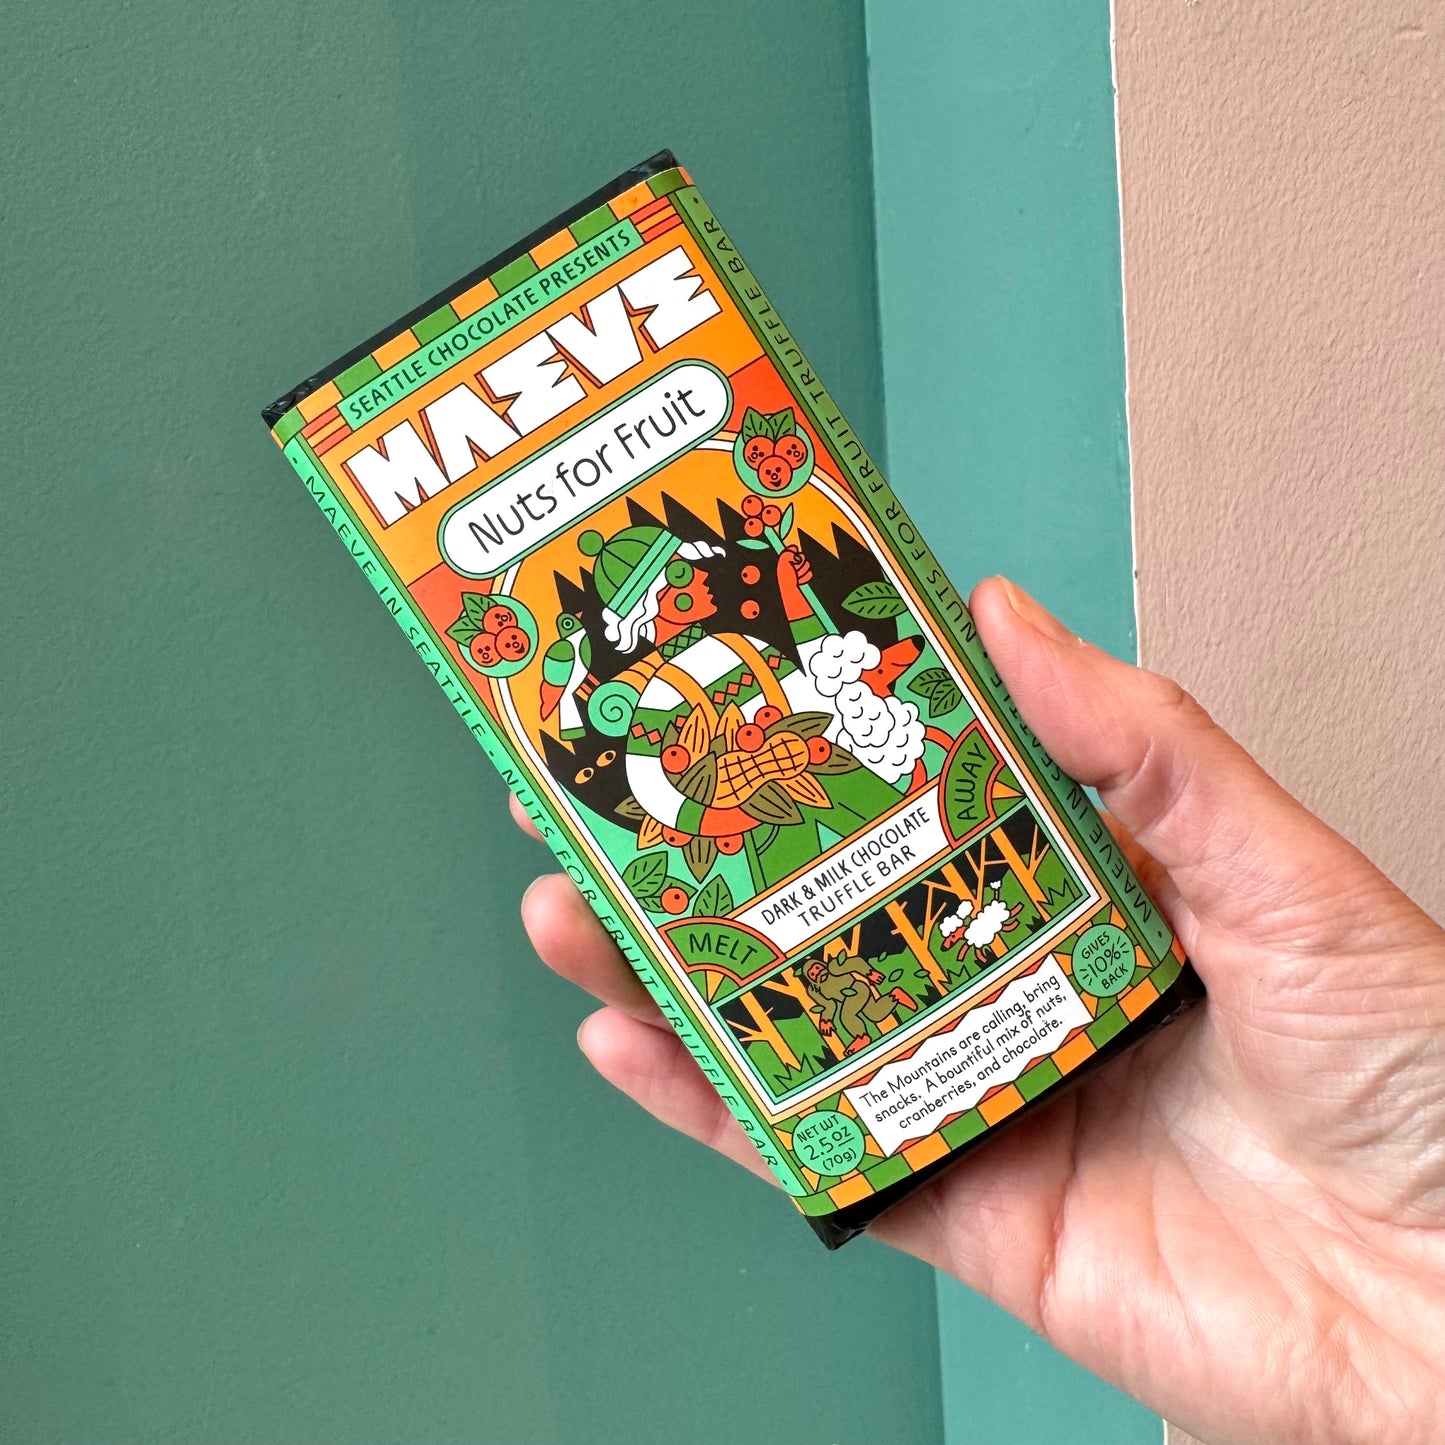 SEATTLE CHOCOLATE PRESENTS
MAEVE
Nuts for Fruit
DARK & MILK CHOCOLATE
TRUFFLE BAR
MELT
AWAY
The Mountains are calling, bring
snacks. A bountiful mix of nuts,
cranberries, and chocolate.
NET WT
2.5 oz
(70g)
GIVES
10%
BACK
• MAEVE IN SEATTLE • NUTS FOR FRUIT TRUFFLE BAR •
• MAEVE IN SEATTLE • NUTS FOR FRUIT TRUFFLE BAR •